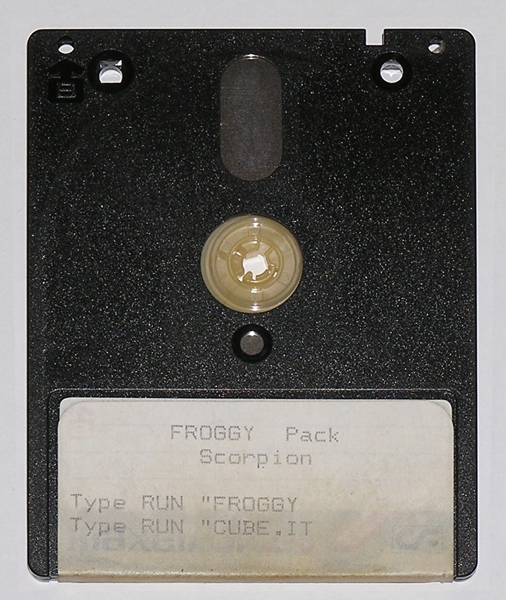 FROGGY Pack
Scorpion
Type RUN "FROGGY
Type RUN "CUBE.IT